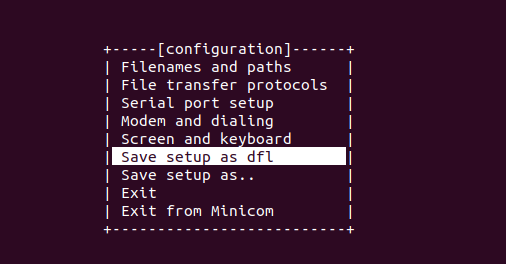 +-----[configuration]------+
| Filenames and paths      |
| File transfer protocols  |
| Serial port setup        |
| Modem and dialing        |
| Screen and keyboard      |
| Save setup as dfl        |
| Save setup as..          |
| Exit                     |
| Exit from Minicom        |
+--------------------------+